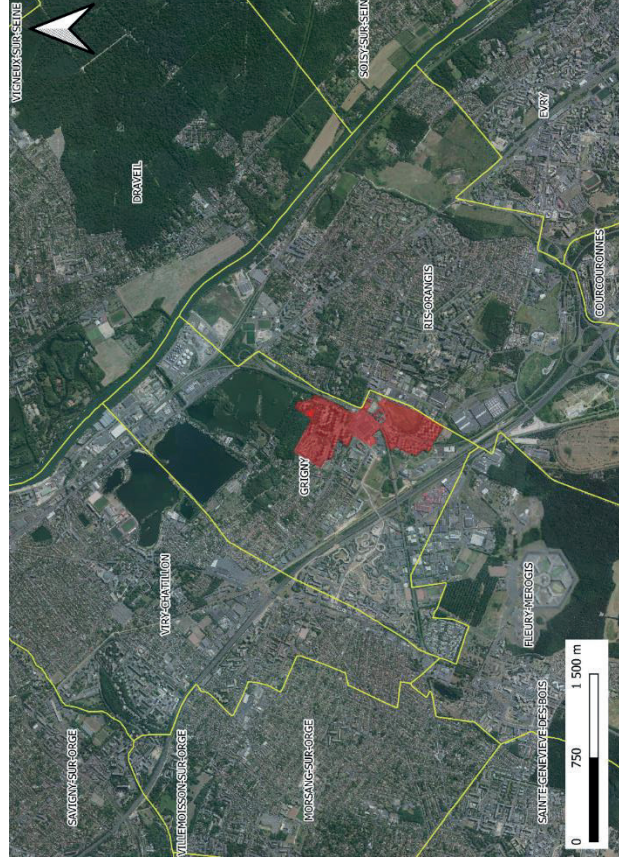 VIGNEUX-SUR-SEINE
DRAVEIL
SOISY-SUR-SEIN
EVRY
COURCOURONNES
RIS-ORANGIS
GRIGNY
VIRY-CHATILLON
SAVIGNY-SUR-ORGE
VILLEMOISSON-SUR-ORGE
MORSANG-SUR-ORGE
FLEURY-MEROGIS
SAINTE-GENEVIEVE-DES-BOIS
0 750 1 500 m